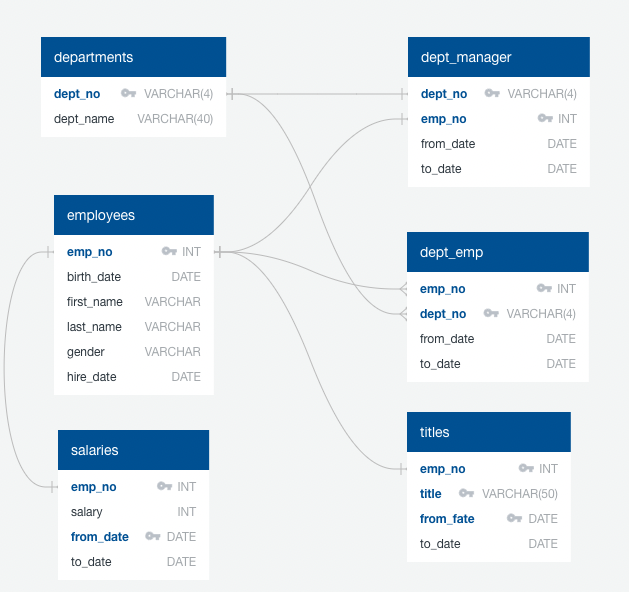 departments
dept_no VARCHAR(4)
dept_name VARCHAR(40)
dept_manager
dept_no VARCHAR(4)
emp_no INT
from_date DATE
to_date DATE
employees
emp_no INT
birth_date DATE
first_name VARCHAR
last_name VARCHAR
gender VARCHAR
hire_date DATE
dept_emp
emp_no INT
dept_no VARCHAR(4)
from_date DATE
to_date DATE
salaries
emp_no INT
salary INT
from_date DATE
to_date DATE
titles
emp_no INT
title VARCHAR(50)
from_fate DATE
to_date DATE